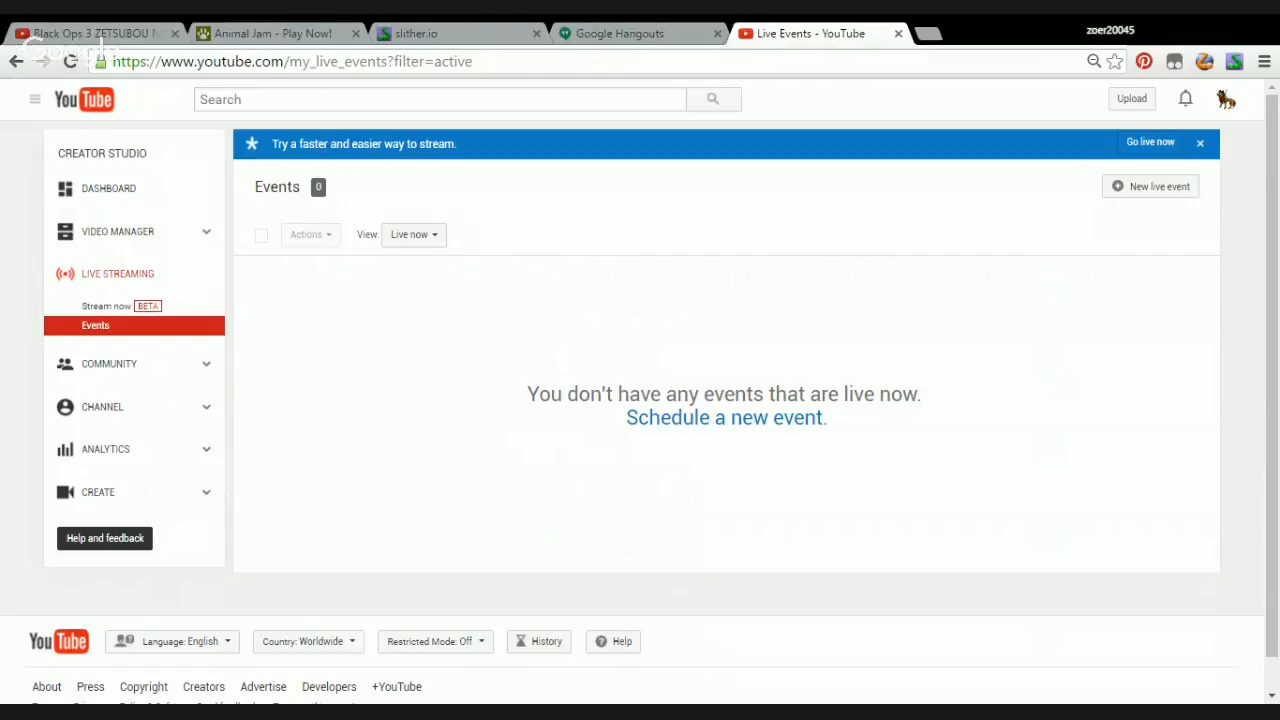 Black Ops 3 ZETSUBOU N
Animal Jam - Play Now!
slither.io
Google Hangouts
Live Events - YouTube
zoer20045
Google
https://www.youtube.com/my_live_events?filter=active
YouTube
Search
Upload
CREATOR STUDIO
DASHBOARD
VIDEO MANAGER
LIVE STREAMING
Stream now BETA
Events
COMMUNITY
CHANNEL
ANALYTICS
CREATE
Help and feedback
Try a faster and easier way to stream.
Go live now
Events 0
New live event
Actions
View: Live now
You don't have any events that are live now.
Schedule a new event.
YouTube
Language: English
Country: Worldwide
Restricted Mode: Off
History
Help
About Press Copyright Creators Advertise Developers +YouTube